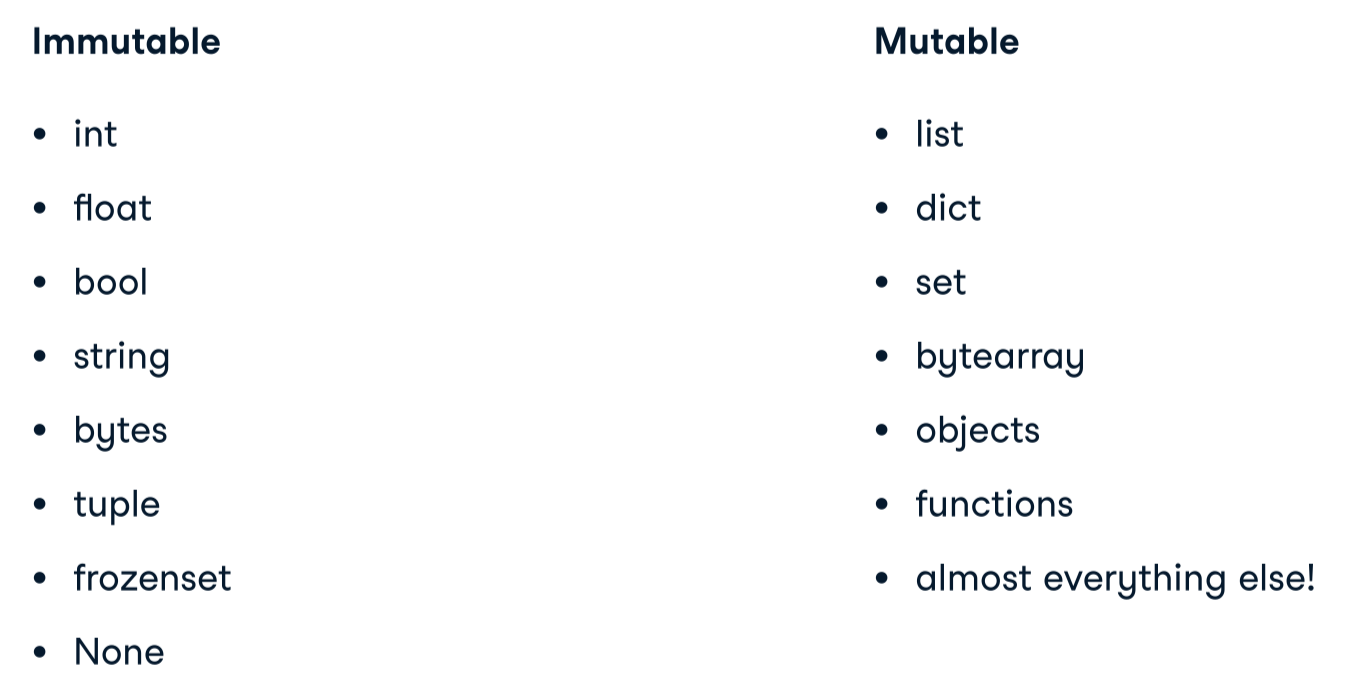 Immutable
• int
• float
• bool
• string
• bytes
• tuple
• frozenset
• None
Mutable
• list
• dict
• set
• bytearray
• objects
• functions
• almost everything else!